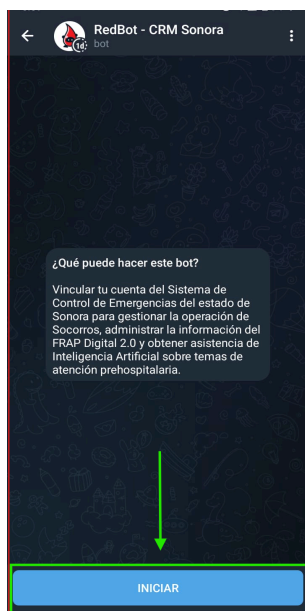 RedBot - CRM Sonora
1d
bot
¿Qué puede hacer este bot?
Vincular tu cuenta del Sistema de
Control de Emergencias del estado de
Sonora para gestionar la operación de
Socorros, administrar la información del
FRAP Digital 2.0 y obtener asistencia de
Inteligencia Artificial sobre temas de
atención prehospitalaria.
INICIAR